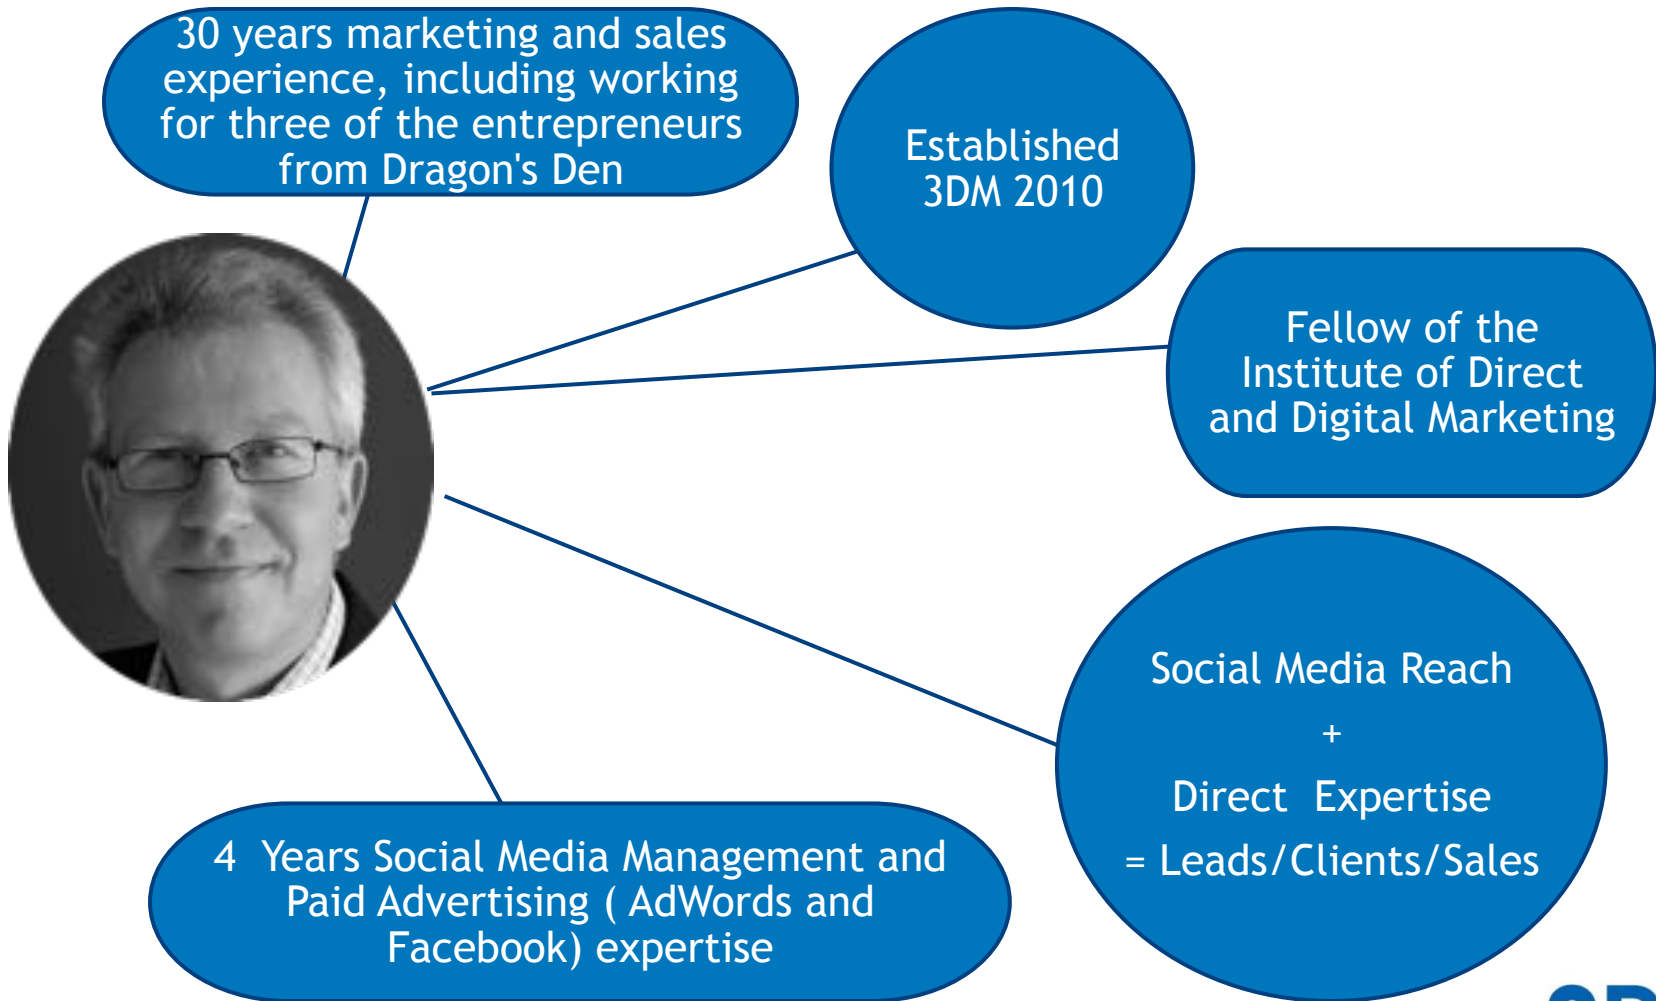 30 years marketing and sales
experience, including working
for three of the entrepreneurs
from Dragon's Den
Established
3DM 2010
Fellow of the
Institute of Direct
and Digital Marketing
Social Media Reach
+
Direct  Expertise
= Leads/Clients/Sales
4  Years Social Media Management and
Paid Advertising ( AdWords and
Facebook) expertise